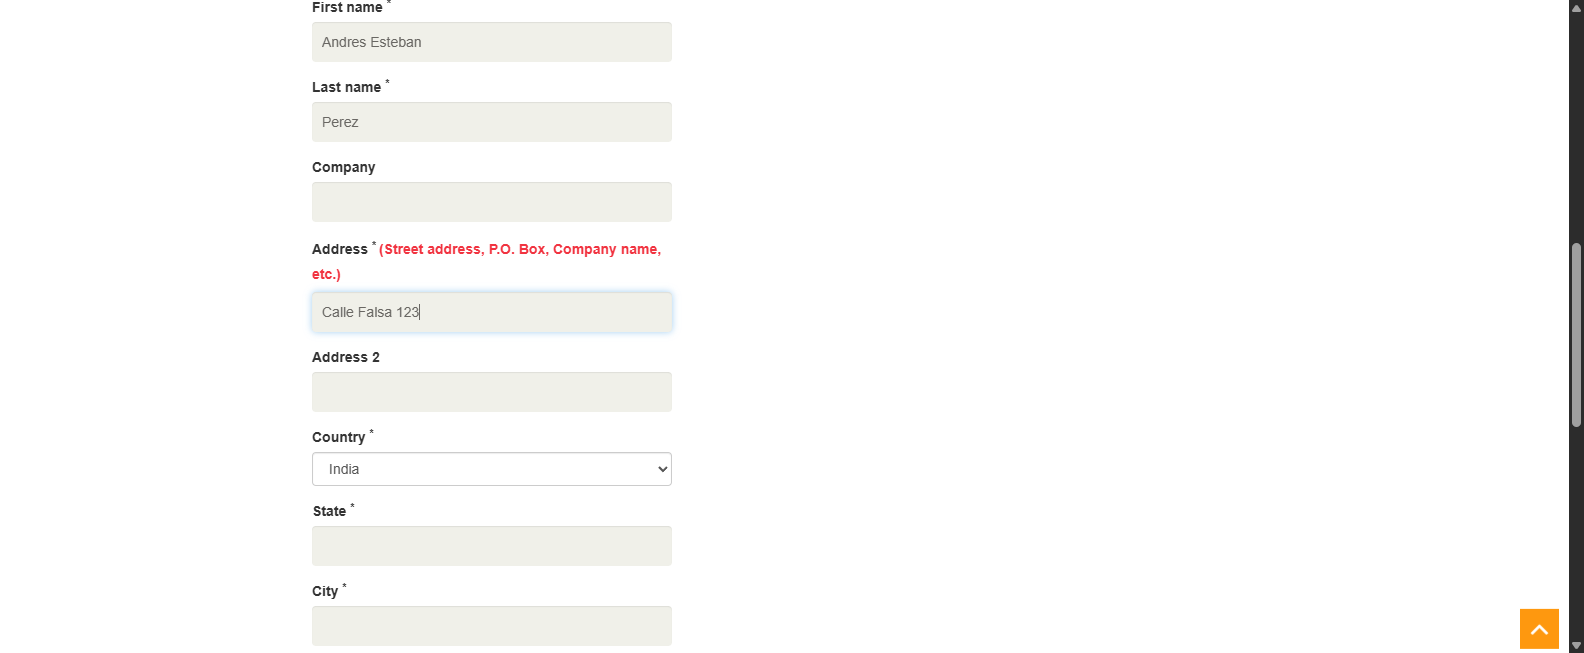 First name *
Andres Esteban
Last name *
Perez
Company
Address * (Street address, P.O. Box, Company name,
etc.)
Calle Falsa 123
Address 2
Country *
India
State *
City *